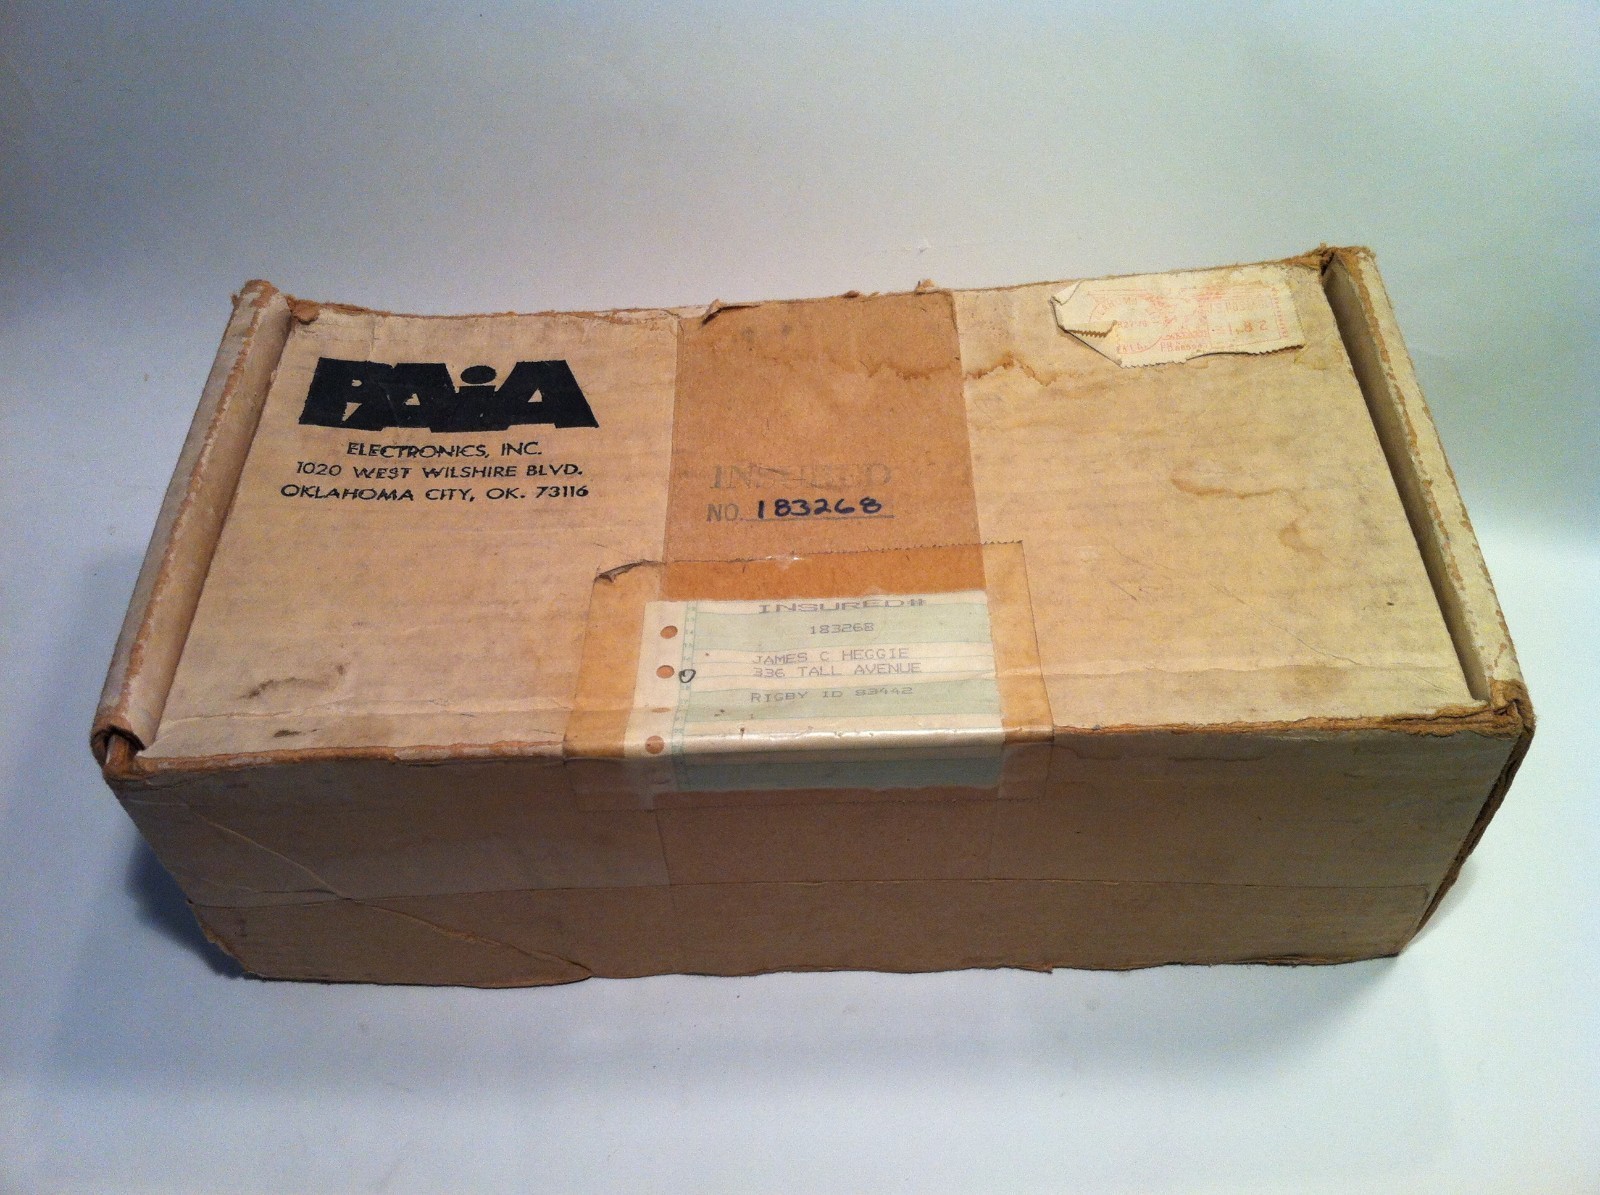 PAiA
ELECTRONICS, INC.
1020 WEST WILSHIRE BLVD.
OKLAHOMA CITY, OK. 73116
INSURED
NO. 183268
INSURED#
183268
JAMES C HEGGIE
336 TALL AVENUE
RIGBY ID 83442